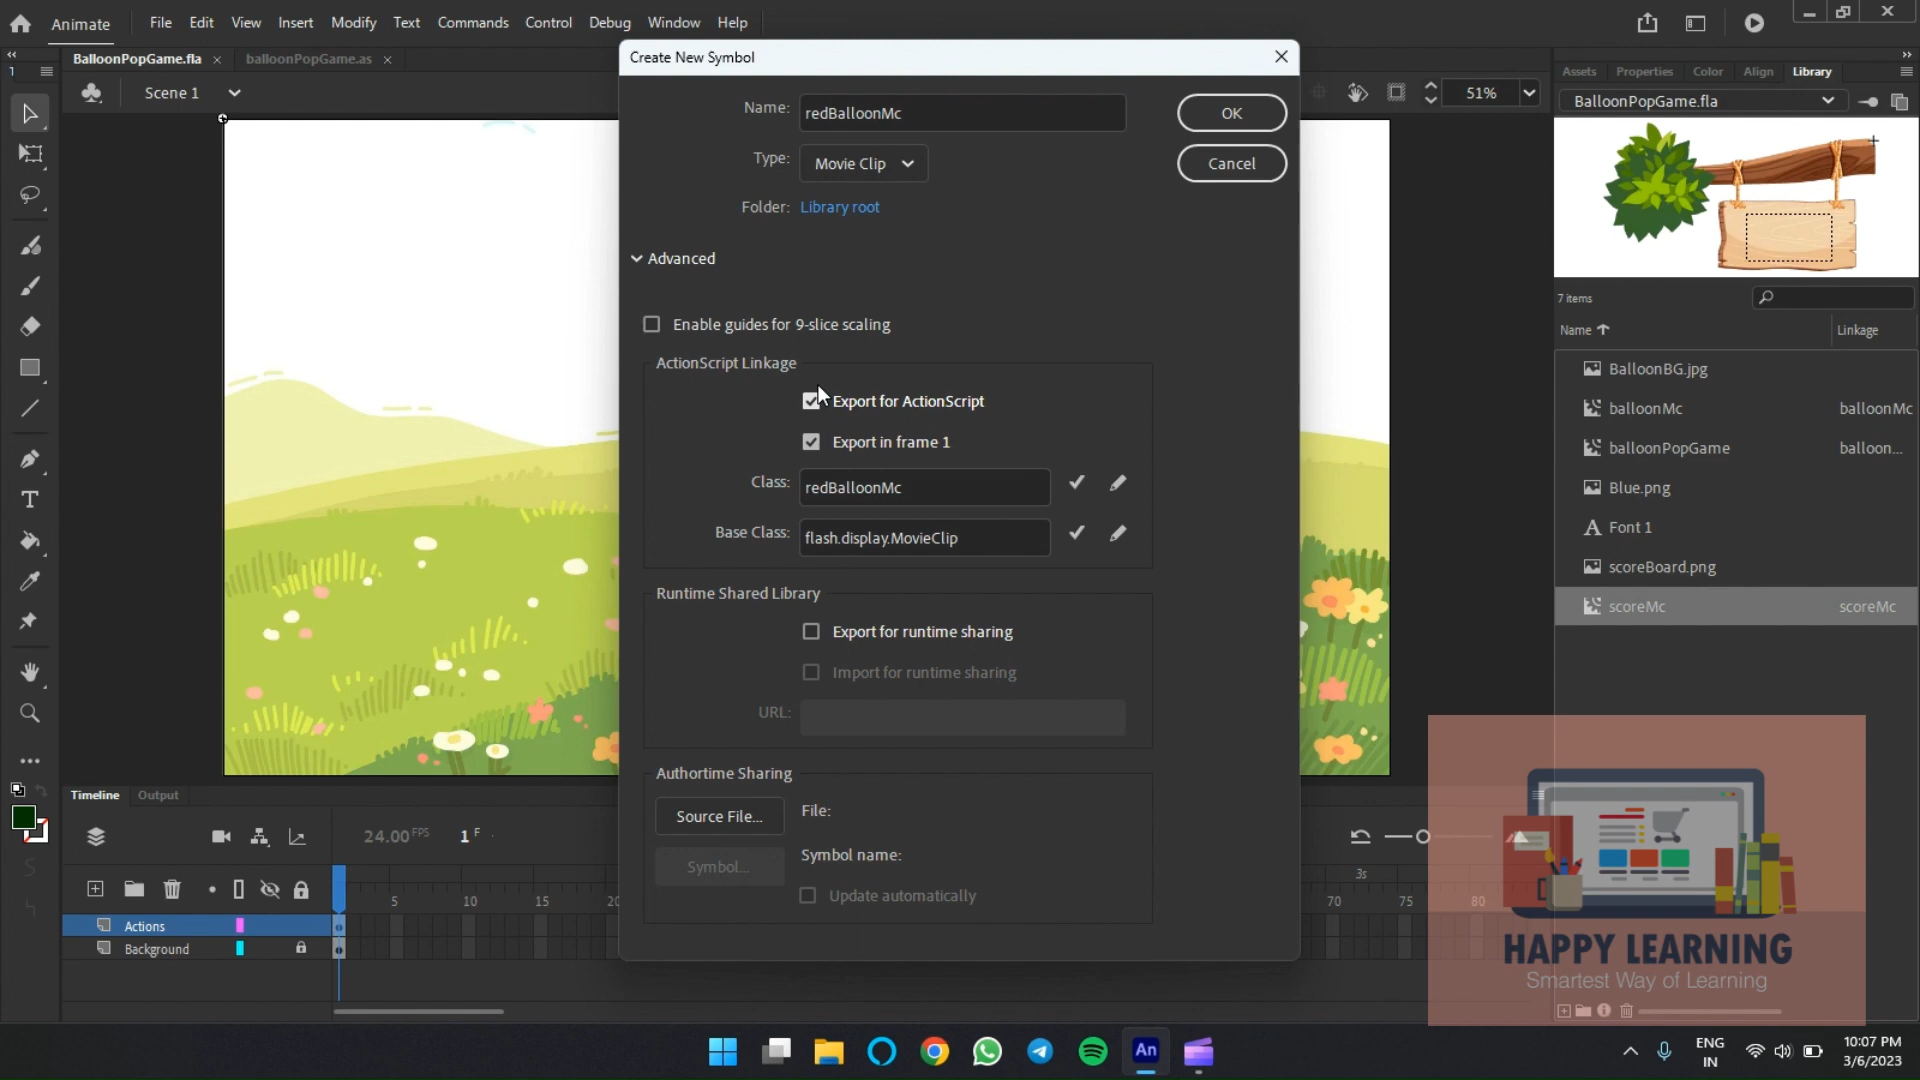 Animate File Edit View Insert Modify Text Commands Control Debug Window Help
BalloonPopGame.fla balloonPopGame.as
1
Scene 1
51%
Create New Symbol
Name: redBalloonMc
OK
Type: Movie Clip
Cancel
Folder: Library root
Advanced
Enable guides for 9-slice scaling
ActionScript Linkage
Export for ActionScript
Export in frame 1
Class: redBalloonMc
Base Class: flash.display.MovieClip
Runtime Shared Library
Export for runtime sharing
Import for runtime sharing
URL:
Authortime Sharing
Source File... File:
Symbol... Symbol name:
Update automatically
Assets Properties Color Align Library
BalloonPopGame.fla
7 items
Name Linkage
BalloonBG.jpg
balloonMc balloonMc
balloonPopGame balloon...
Blue.png
Font 1
scoreBoard.png
scoreMc scoreMc
Timeline Output
24.00 FPS 1 F
3s
5 10 15 20 70 75 80
Actions
Background
HAPPY LEARNING
Smartest Way of Learning
An
ENG
IN
10:07 PM
3/6/2023